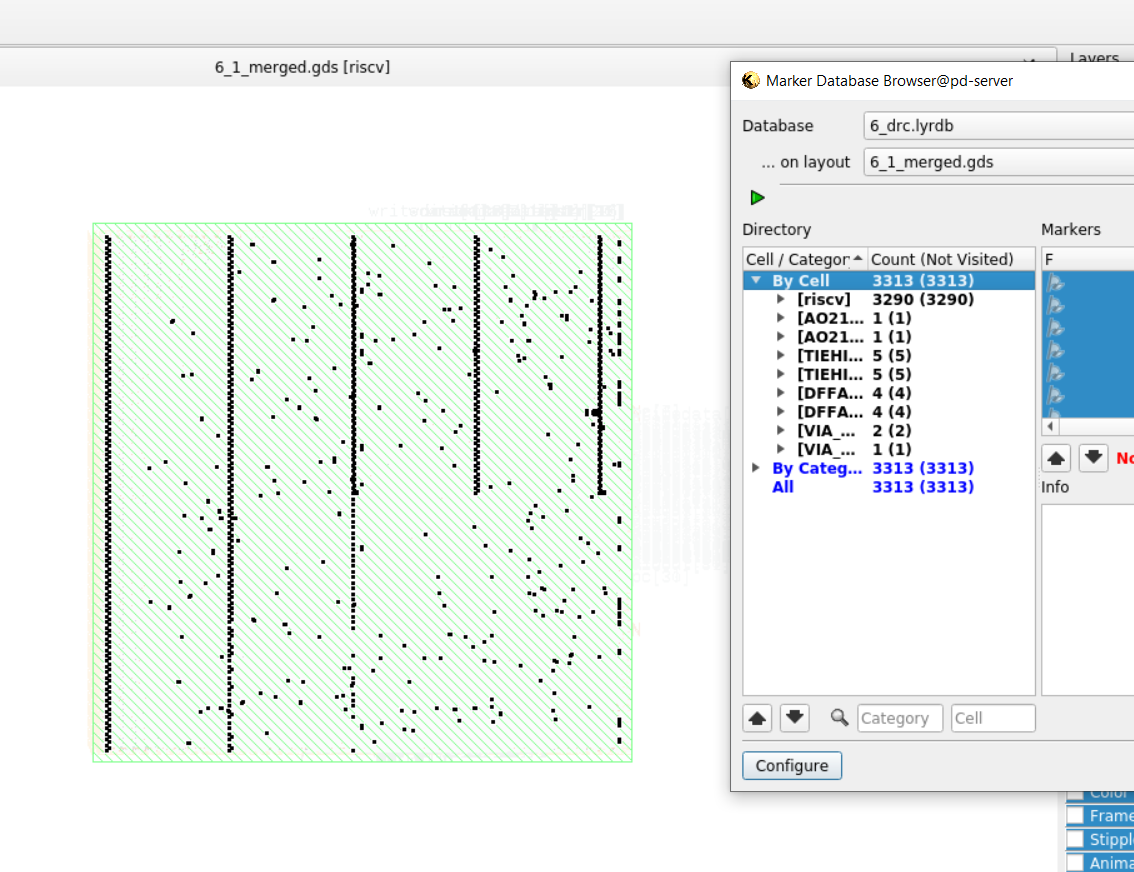 6_1_merged.gds [riscv]
Layers
Marker Database Browser@pd-server
Database 6_drc.lyrdb
... on layout 6_1_merged.gds
Directory
Markers
Cell / Categor Count (Not Visited)
F
By Cell 3313 (3313)
[riscv] 3290 (3290)
[AO21... 1 (1)
[AO21... 1 (1)
[TIEHI... 5 (5)
[TIEHI... 5 (5)
[DFFA... 4 (4)
[DFFA... 4 (4)
[VIA_... 2 (2)
[VIA_... 1 (1)
By Categ... 3313 (3313)
All 3313 (3313)
No
Info
Category
Cell
Configure
Color
Frame
Stipple
Anima